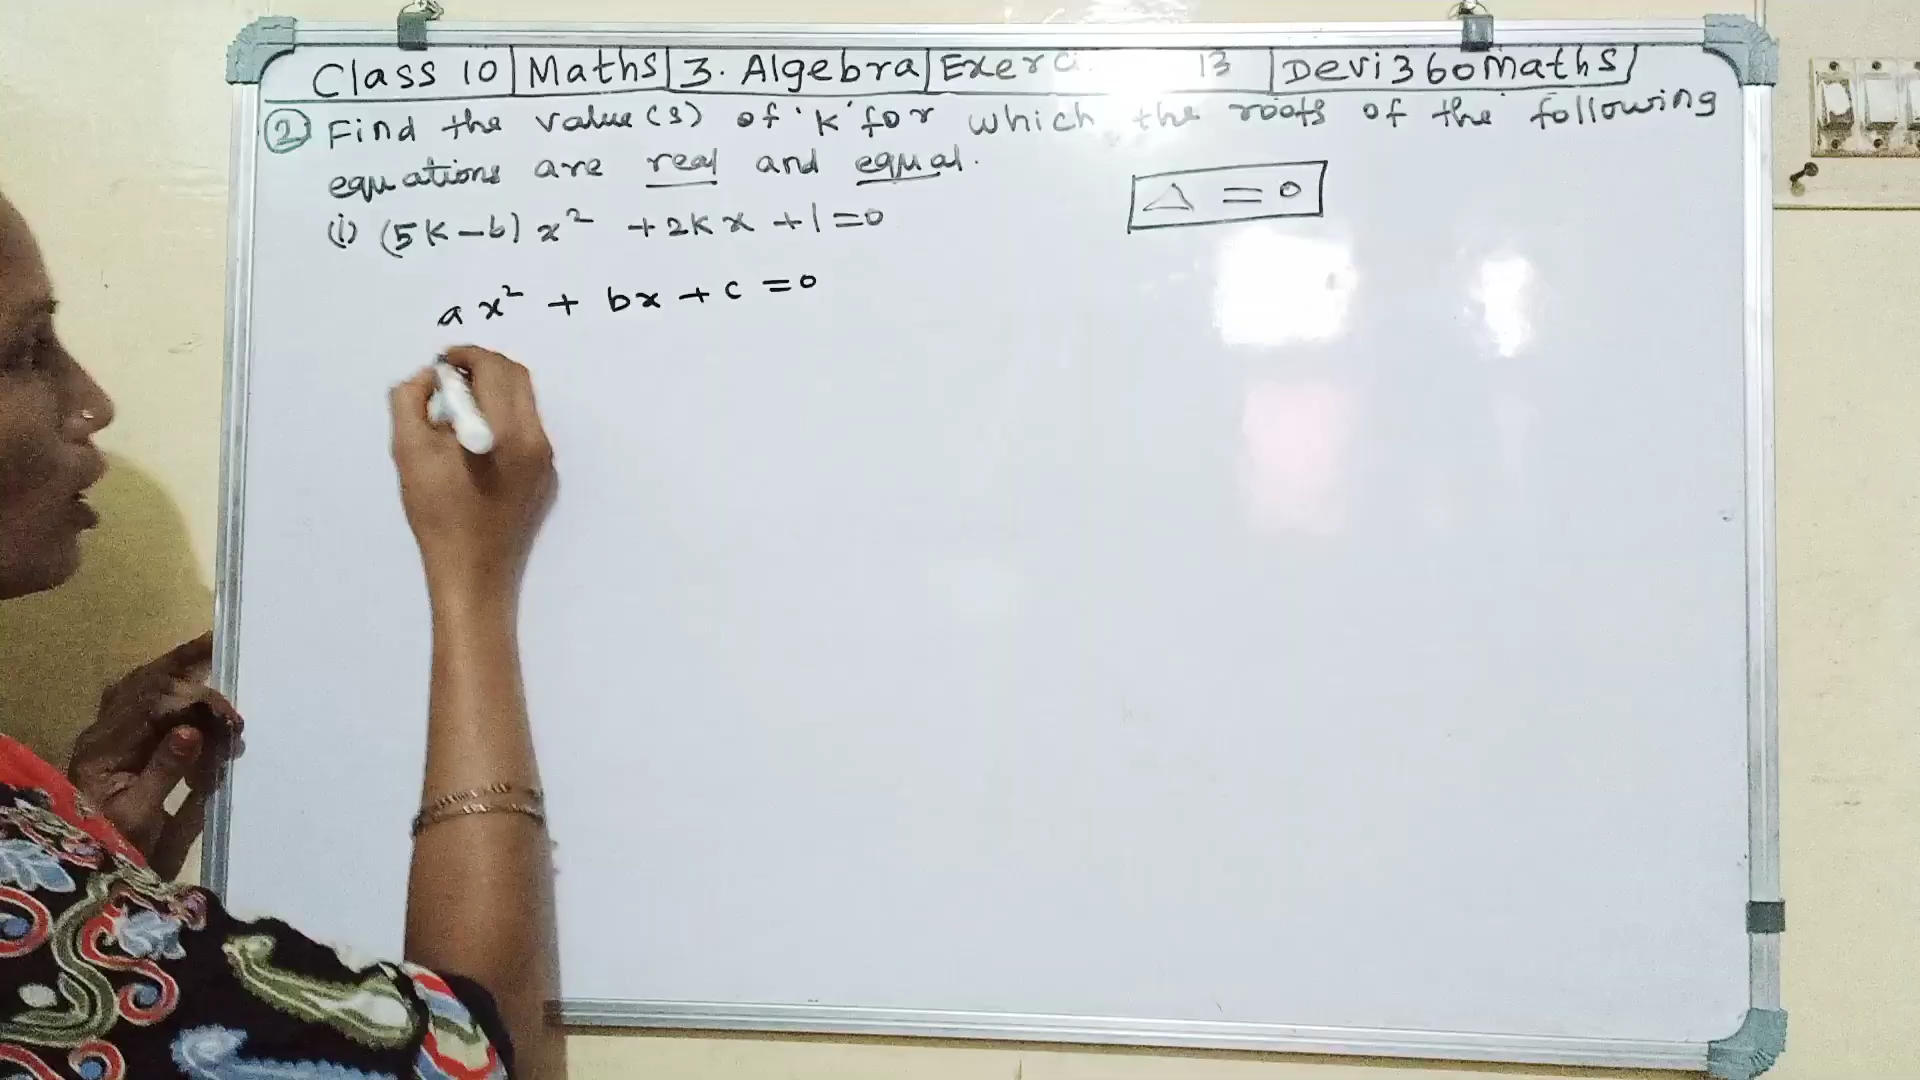 Class 10 | Maths | 3. Algebra | Exerci 13 | Devi360Maths
② Find the value(s) of 'k' for which the roots of the following
equations are real and equal.
△ = 0
(i) (5k-6) x² + 2kx + 1 = 0
ax² + bx + c = 0